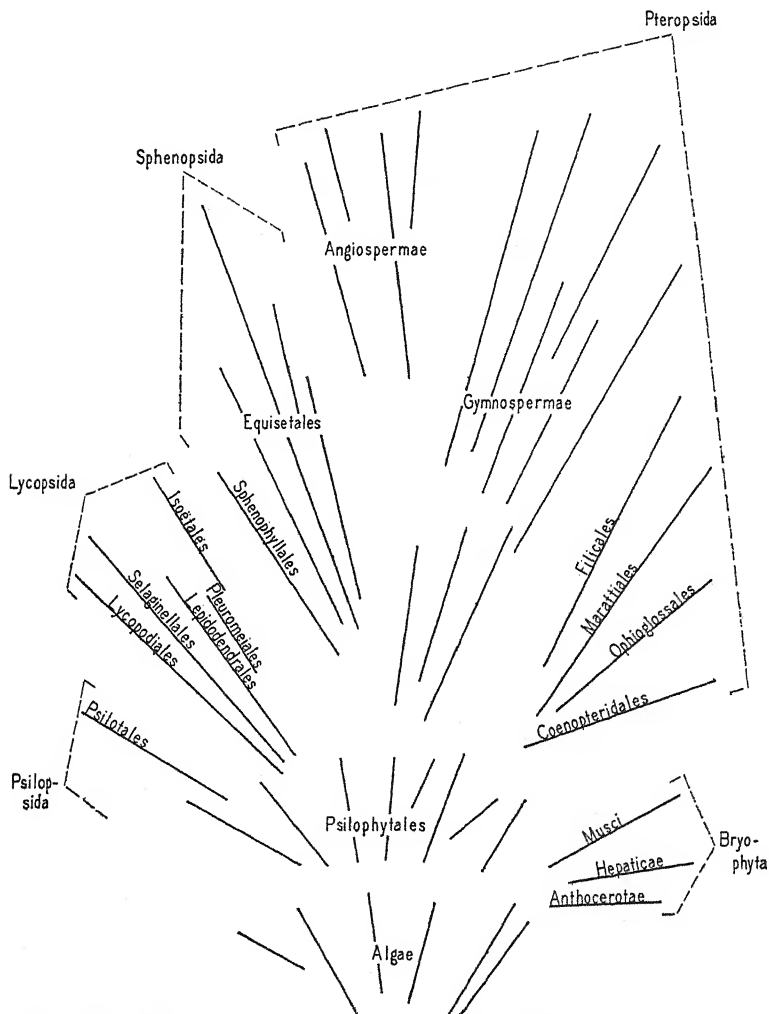 Pteropsida
Sphenopsida
Angiospermae
Gymnospermae
Equisetales
Lycopsida
Isoëtales
Sphenophyllales
Filicales
Marattiales
Ophioglossales
Pleuromeiales
Lepidodendrales
Selaginellales
Lycopodiales
Coenopteridales
Psilotales
Psilop-
sida
Psilophytales
Musci
Hepaticae
Anthocerotae
Bryo-
phyta
Algae